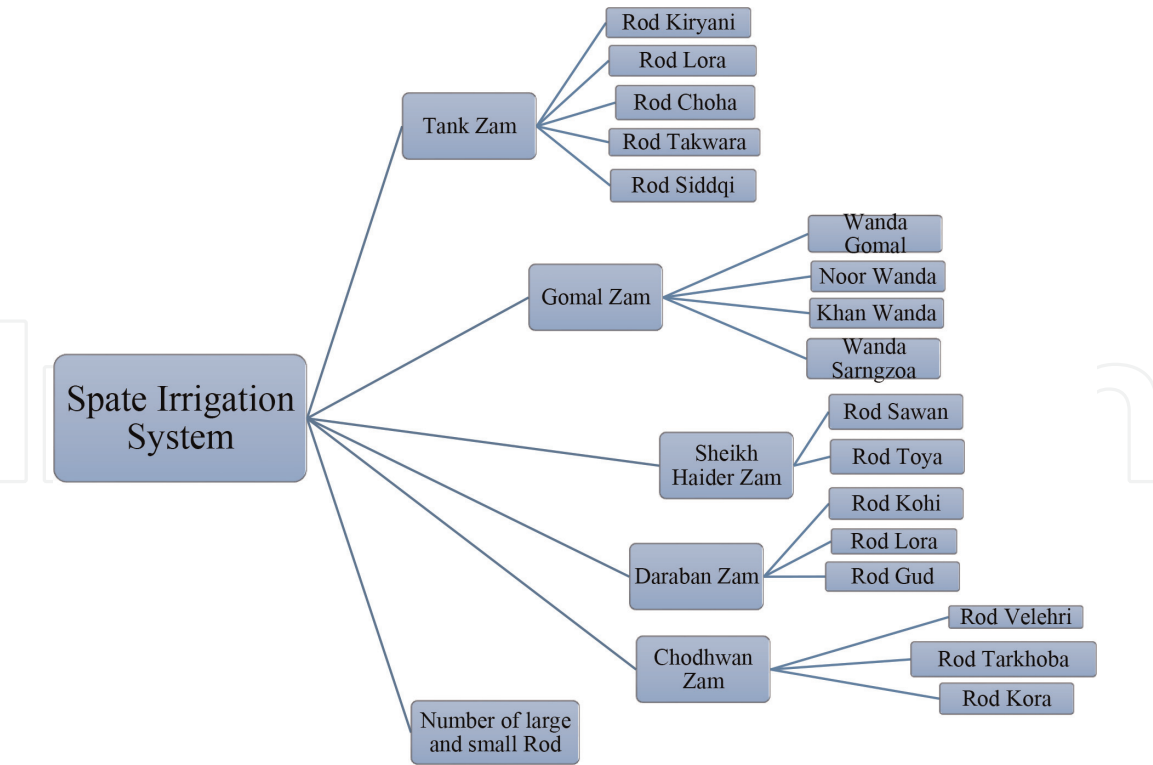 Rod Kiryani
Rod Lora
Rod Choha
Tank Zam
Rod Takwara
Rod Siddqi
Wanda
Gomal
Noor Wanda
Gomal Zam
Khan Wanda
Wanda
Sarngzoa
Spate Irrigation
System
Rod Sawan
Sheikh
Haider Zam
Rod Toya
Rod Kohi
Rod Lora
Daraban Zam
Rod Gud
Rod Velehri
Chodhwan
Zam
Rod Tarkhoba
Rod Kora
Number of large
and small Rod